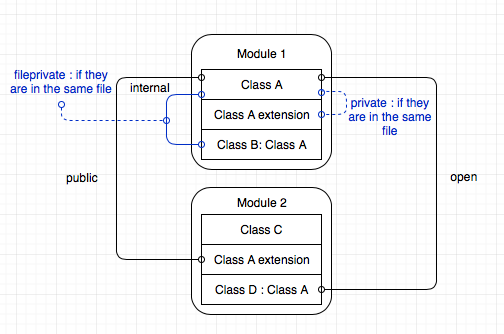 Module 1
fileprivate : if they
are in the same file
internal
Class A
private : if they
are in the same
file
Class A extension
Class B: Class A
public
open
Module 2
Class C
Class A extension
Class D : Class A